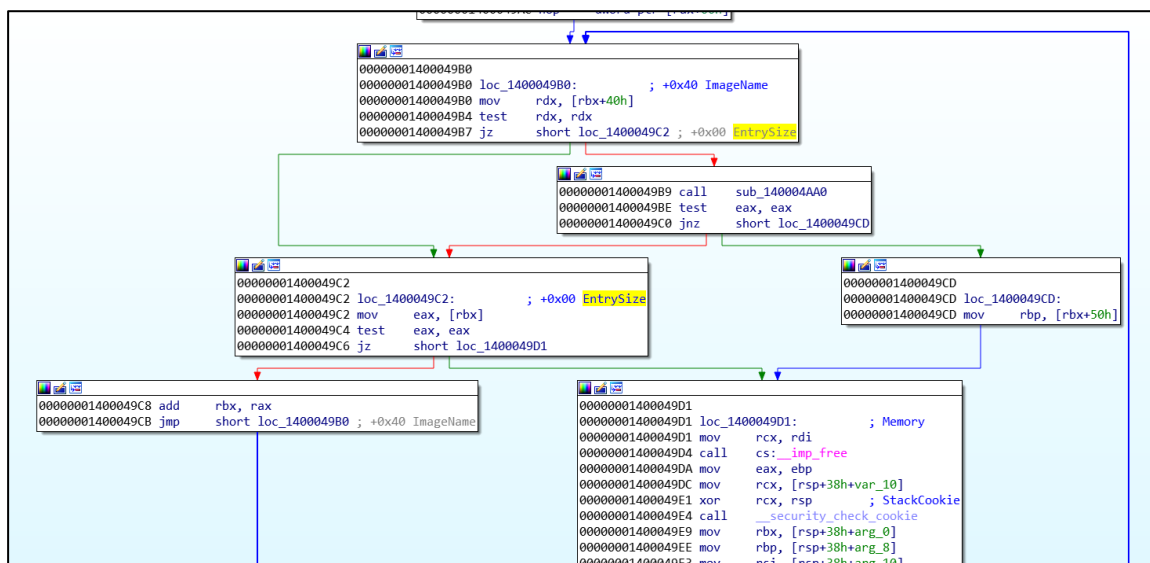 00000001400049B0
00000001400049B0 loc_1400049B0: ; +0x40 ImageName
00000001400049B0 mov rdx, [rbx+40h]
00000001400049B4 test rdx, rdx
00000001400049B7 jz short loc_1400049C2 ; +0x00 EntrySize
00000001400049B9 call sub_140004AA0
00000001400049BE test eax, eax
00000001400049C0 jnz short loc_1400049CD
00000001400049C2
00000001400049C2 loc_1400049C2: ; +0x00 EntrySize
00000001400049C2 mov eax, [rbx]
00000001400049C4 test eax, eax
00000001400049C6 jz short loc_1400049D1
00000001400049CD
00000001400049CD loc_1400049CD:
00000001400049CD mov rbp, [rbx+50h]
00000001400049C8 add rbx, rax
00000001400049CB jmp short loc_1400049B0 ; +0x40 ImageName
00000001400049D1
00000001400049D1 loc_1400049D1: ; Memory
00000001400049D1 mov rcx, rdi
00000001400049D4 call cs:__imp_free
00000001400049DA mov eax, ebp
00000001400049DC mov rcx, [rsp+38h+var_10]
00000001400049E1 xor rcx, rsp ; StackCookie
00000001400049E4 call __security_check_cookie
00000001400049E9 mov rbx, [rsp+38h+arg_0]
00000001400049EE mov rbp, [rsp+38h+arg_8]